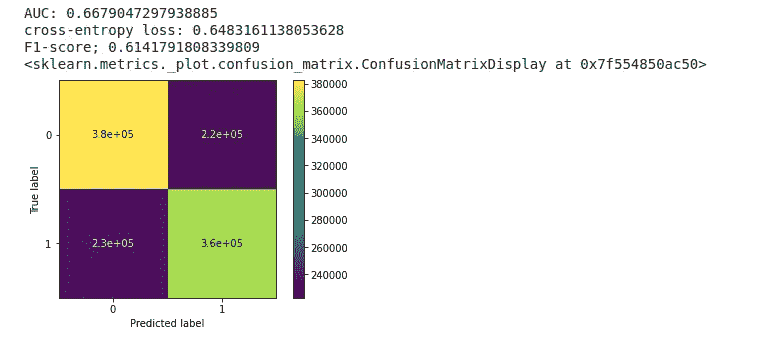 AUC: 0.6679047297938885
cross-entropy loss: 0.6483161138053628
F1-score; 0.6141791808339809
<sklearn.metrics._plot.confusion_matrix.ConfusionMatrixDisplay at 0x7f554850ac50>
380000
360000
340000
320000
300000
280000
260000
240000
True label
0
3.8e+05
2.2e+05
1
2.3e+05
3.6e+05
0
1
Predicted label